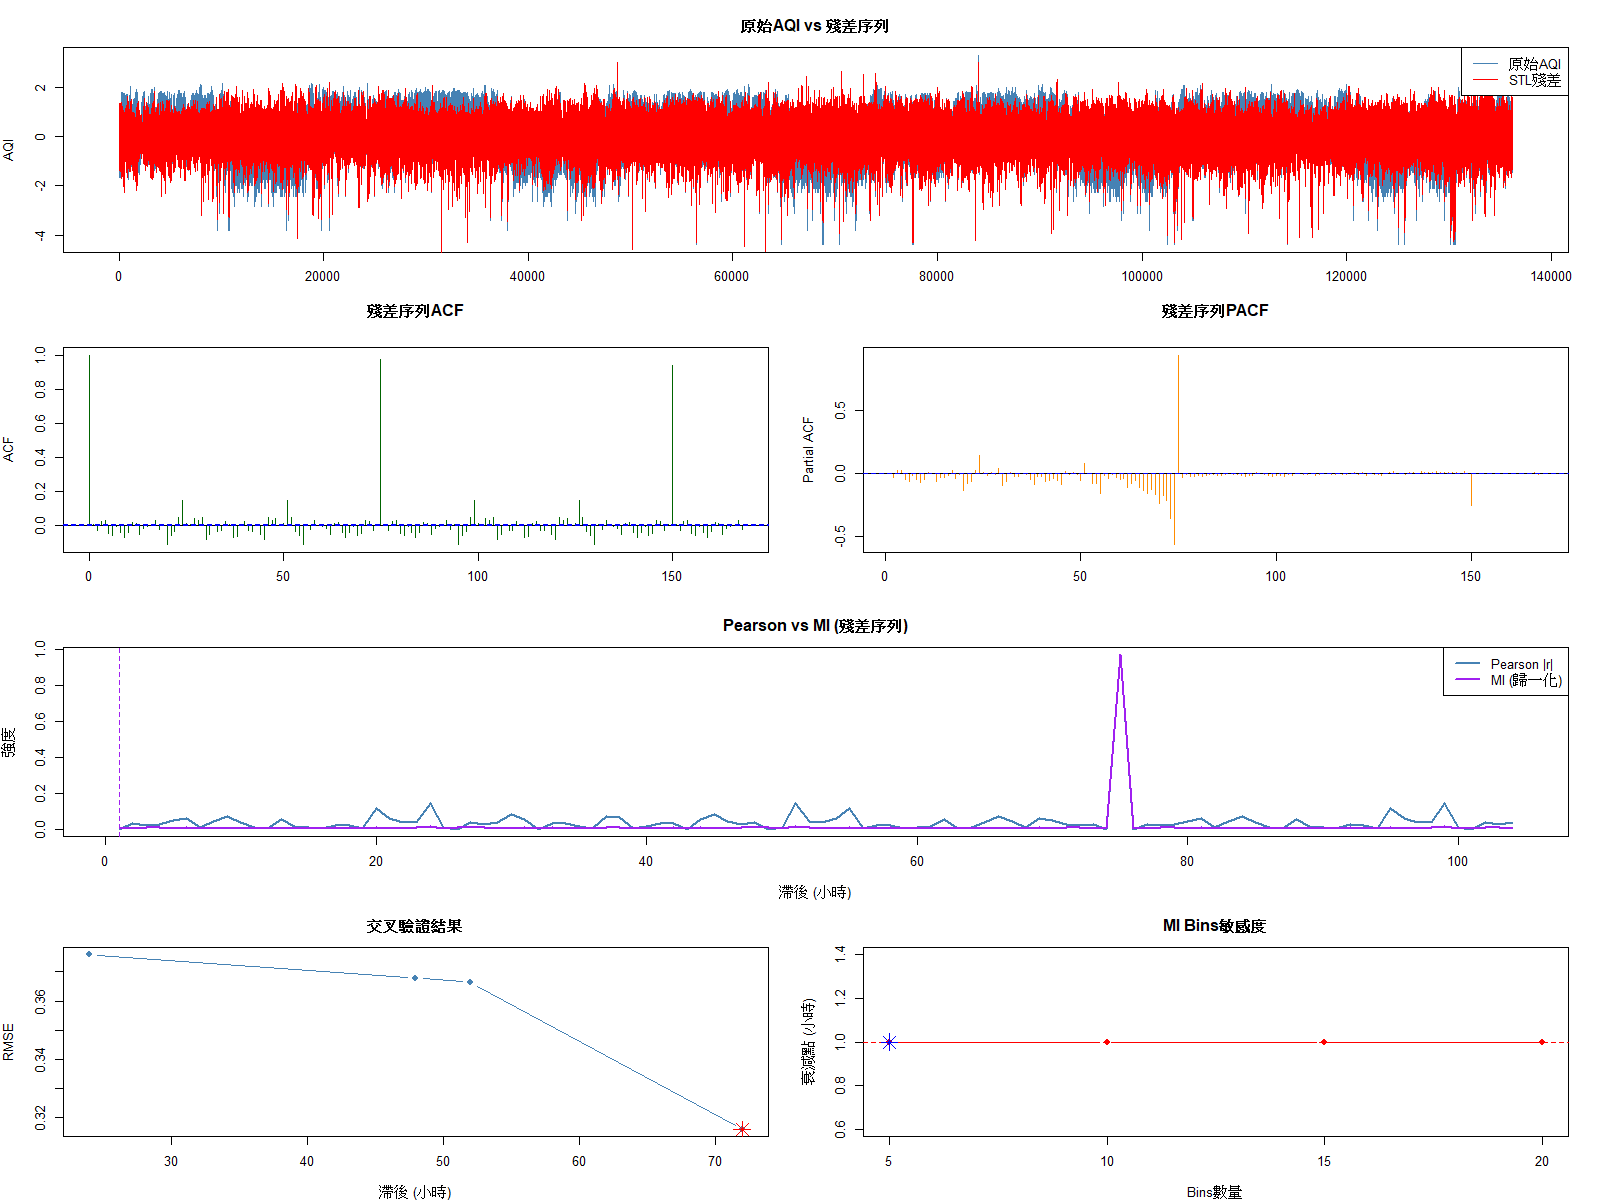 原始AQI vs 殘差序列
AQI
2
0
-2
-4
原始AQI
STL殘差
0 20000 40000 60000 80000 100000 120000 140000
殘差序列ACF
ACF
1.0
0.8
0.6
0.4
0.2
0.0
0 50 100 150
殘差序列PACF
Partial ACF
0.5
0.0
-0.5
0 50 100 150
Pearson vs MI (殘差序列)
強度
1.0
0.8
0.6
0.4
0.2
0.0
Pearson |r|
MI (歸一化)
0 20 40 60 80 100
滯後 (小時)
交叉驗證結果
RMSE
0.36
0.34
0.32
30 40 50 60 70
滯後 (小時)
MI Bins敏感度
衰減點 (小時)
1.4
1.2
1.0
0.8
0.6
5 10 15 20
Bins數量